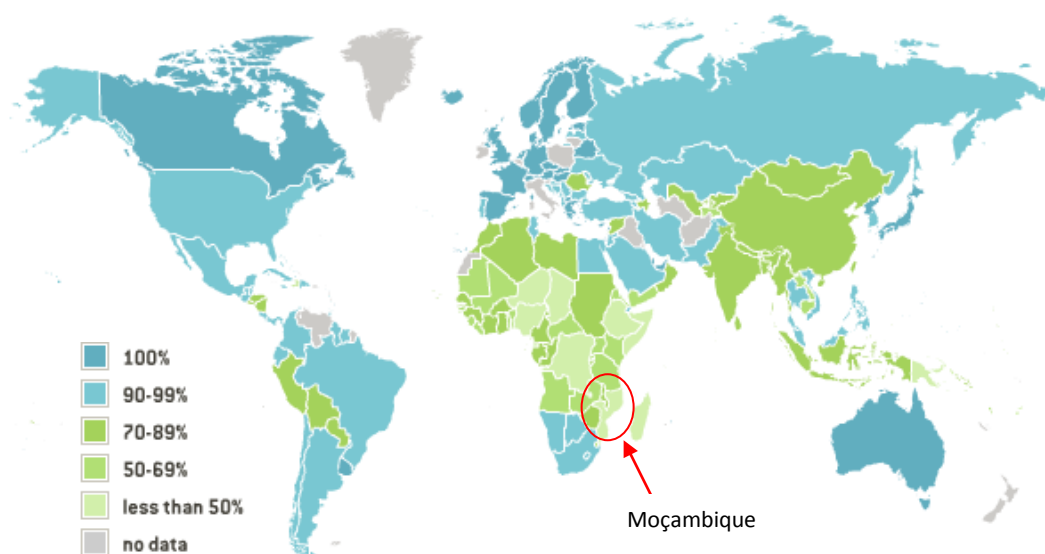 100%
90-99%
70-89%
50-69%
less than 50%
no data
Moçambique